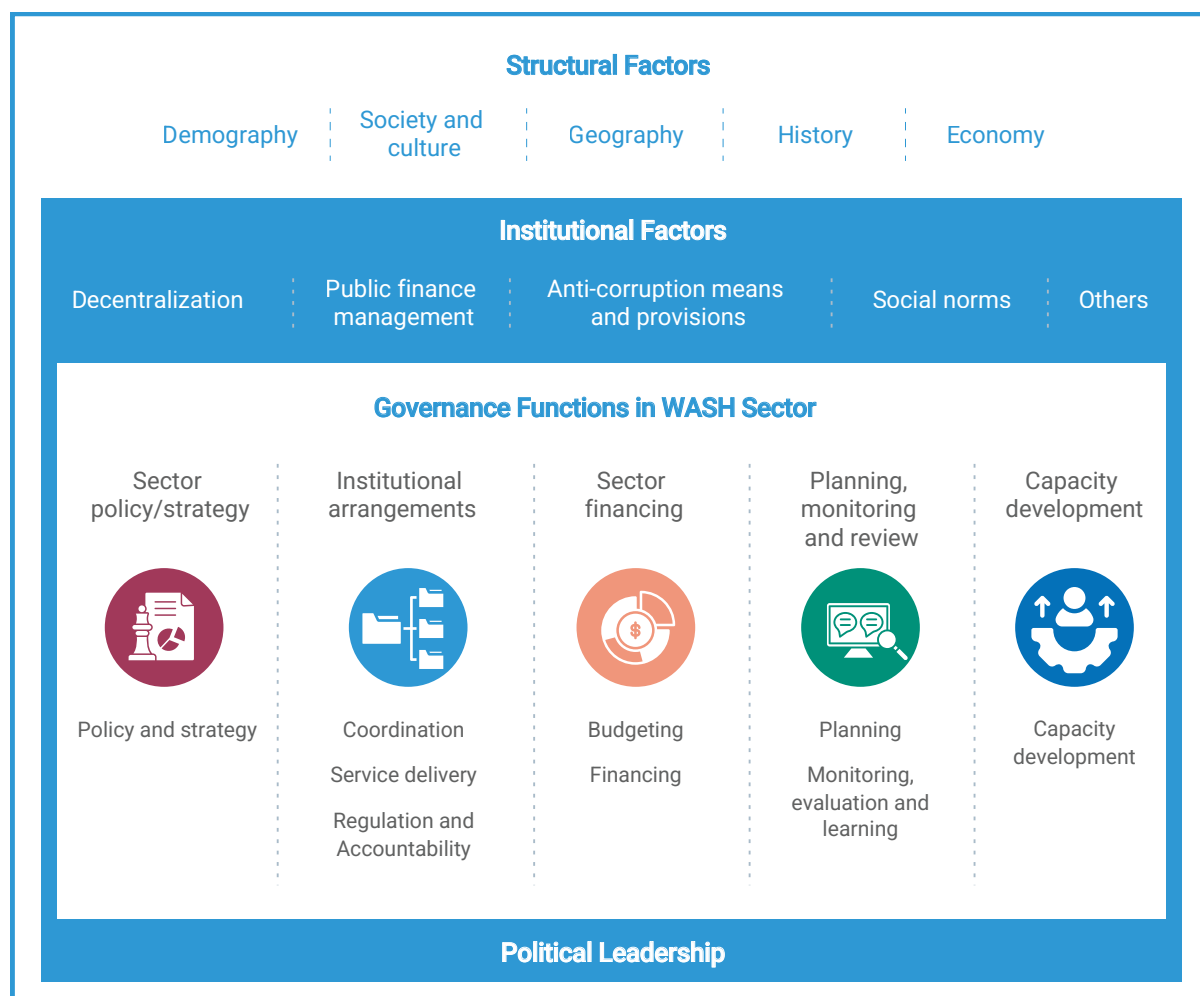 Structural Factors
Demography
Society and
culture
Geography
History
Economy
Institutional Factors
Decentralization
Public finance
management
Anti-corruption means
and provisions
Social norms
Others
Governance Functions in WASH Sector
Sector
policy/strategy
Institutional
arrangements
Sector
financing
Planning,
monitoring
and review
Capacity
development
$
Policy and strategy
Coordination
Service delivery
Regulation and
Accountability
Budgeting
Financing
Planning
Monitoring,
evaluation and
learning
Capacity
development
Political Leadership